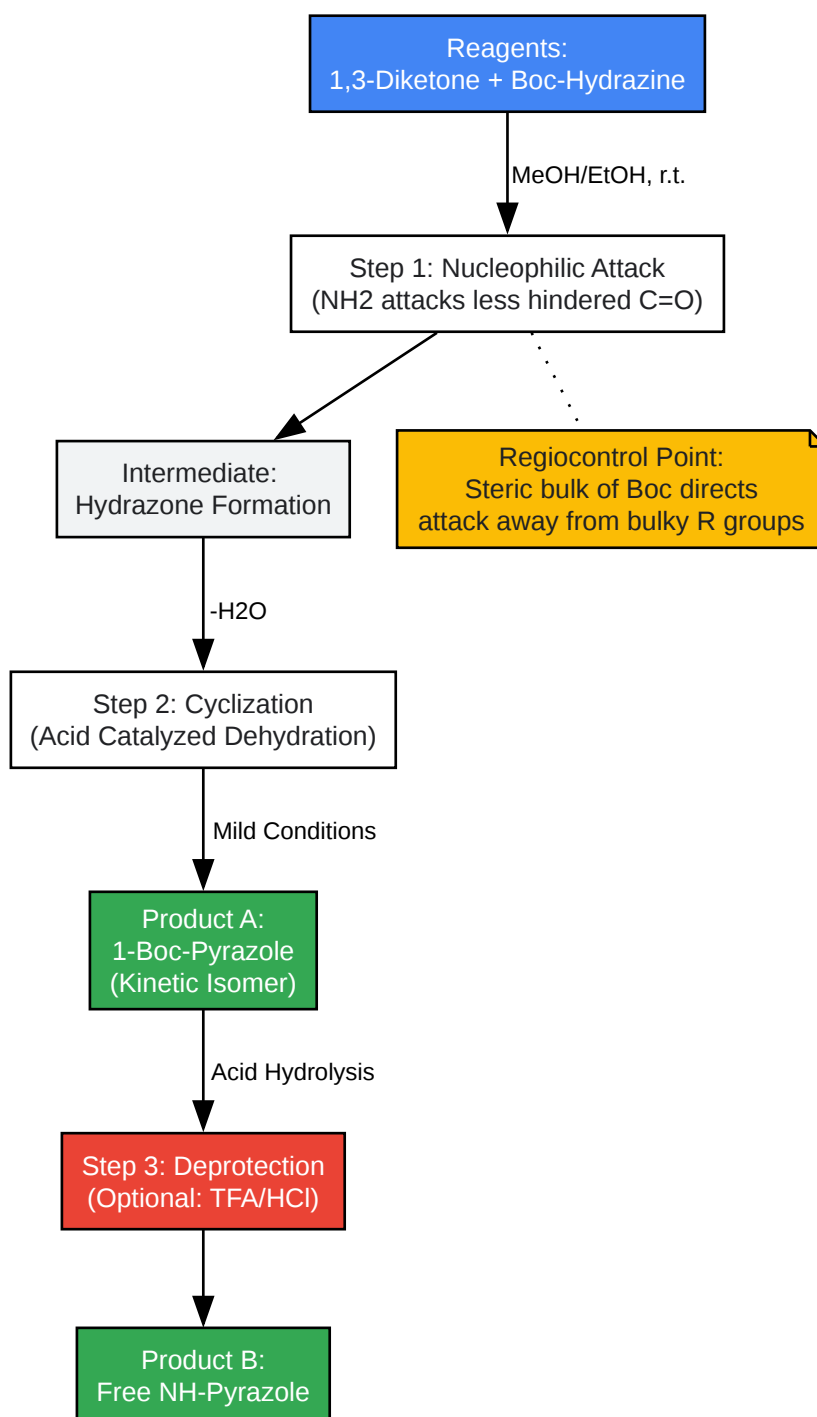 Reagents:
1,3-Diketone + Boc-Hydrazine
MeOH/EtOH, r.t.
Step 1: Nucleophilic Attack
(NH2 attacks less hindered C=O)
Intermediate:
Hydrazone Formation
Regiocontrol Point:
Steric bulk of Boc directs
attack away from bulky R groups
-H2O
Step 2: Cyclization
(Acid Catalyzed Dehydration)
Mild Conditions
Product A:
1-Boc-Pyrazole
(Kinetic Isomer)
Acid Hydrolysis
Step 3: Deprotection
(Optional: TFA/HCl)
Product B:
Free NH-Pyrazole